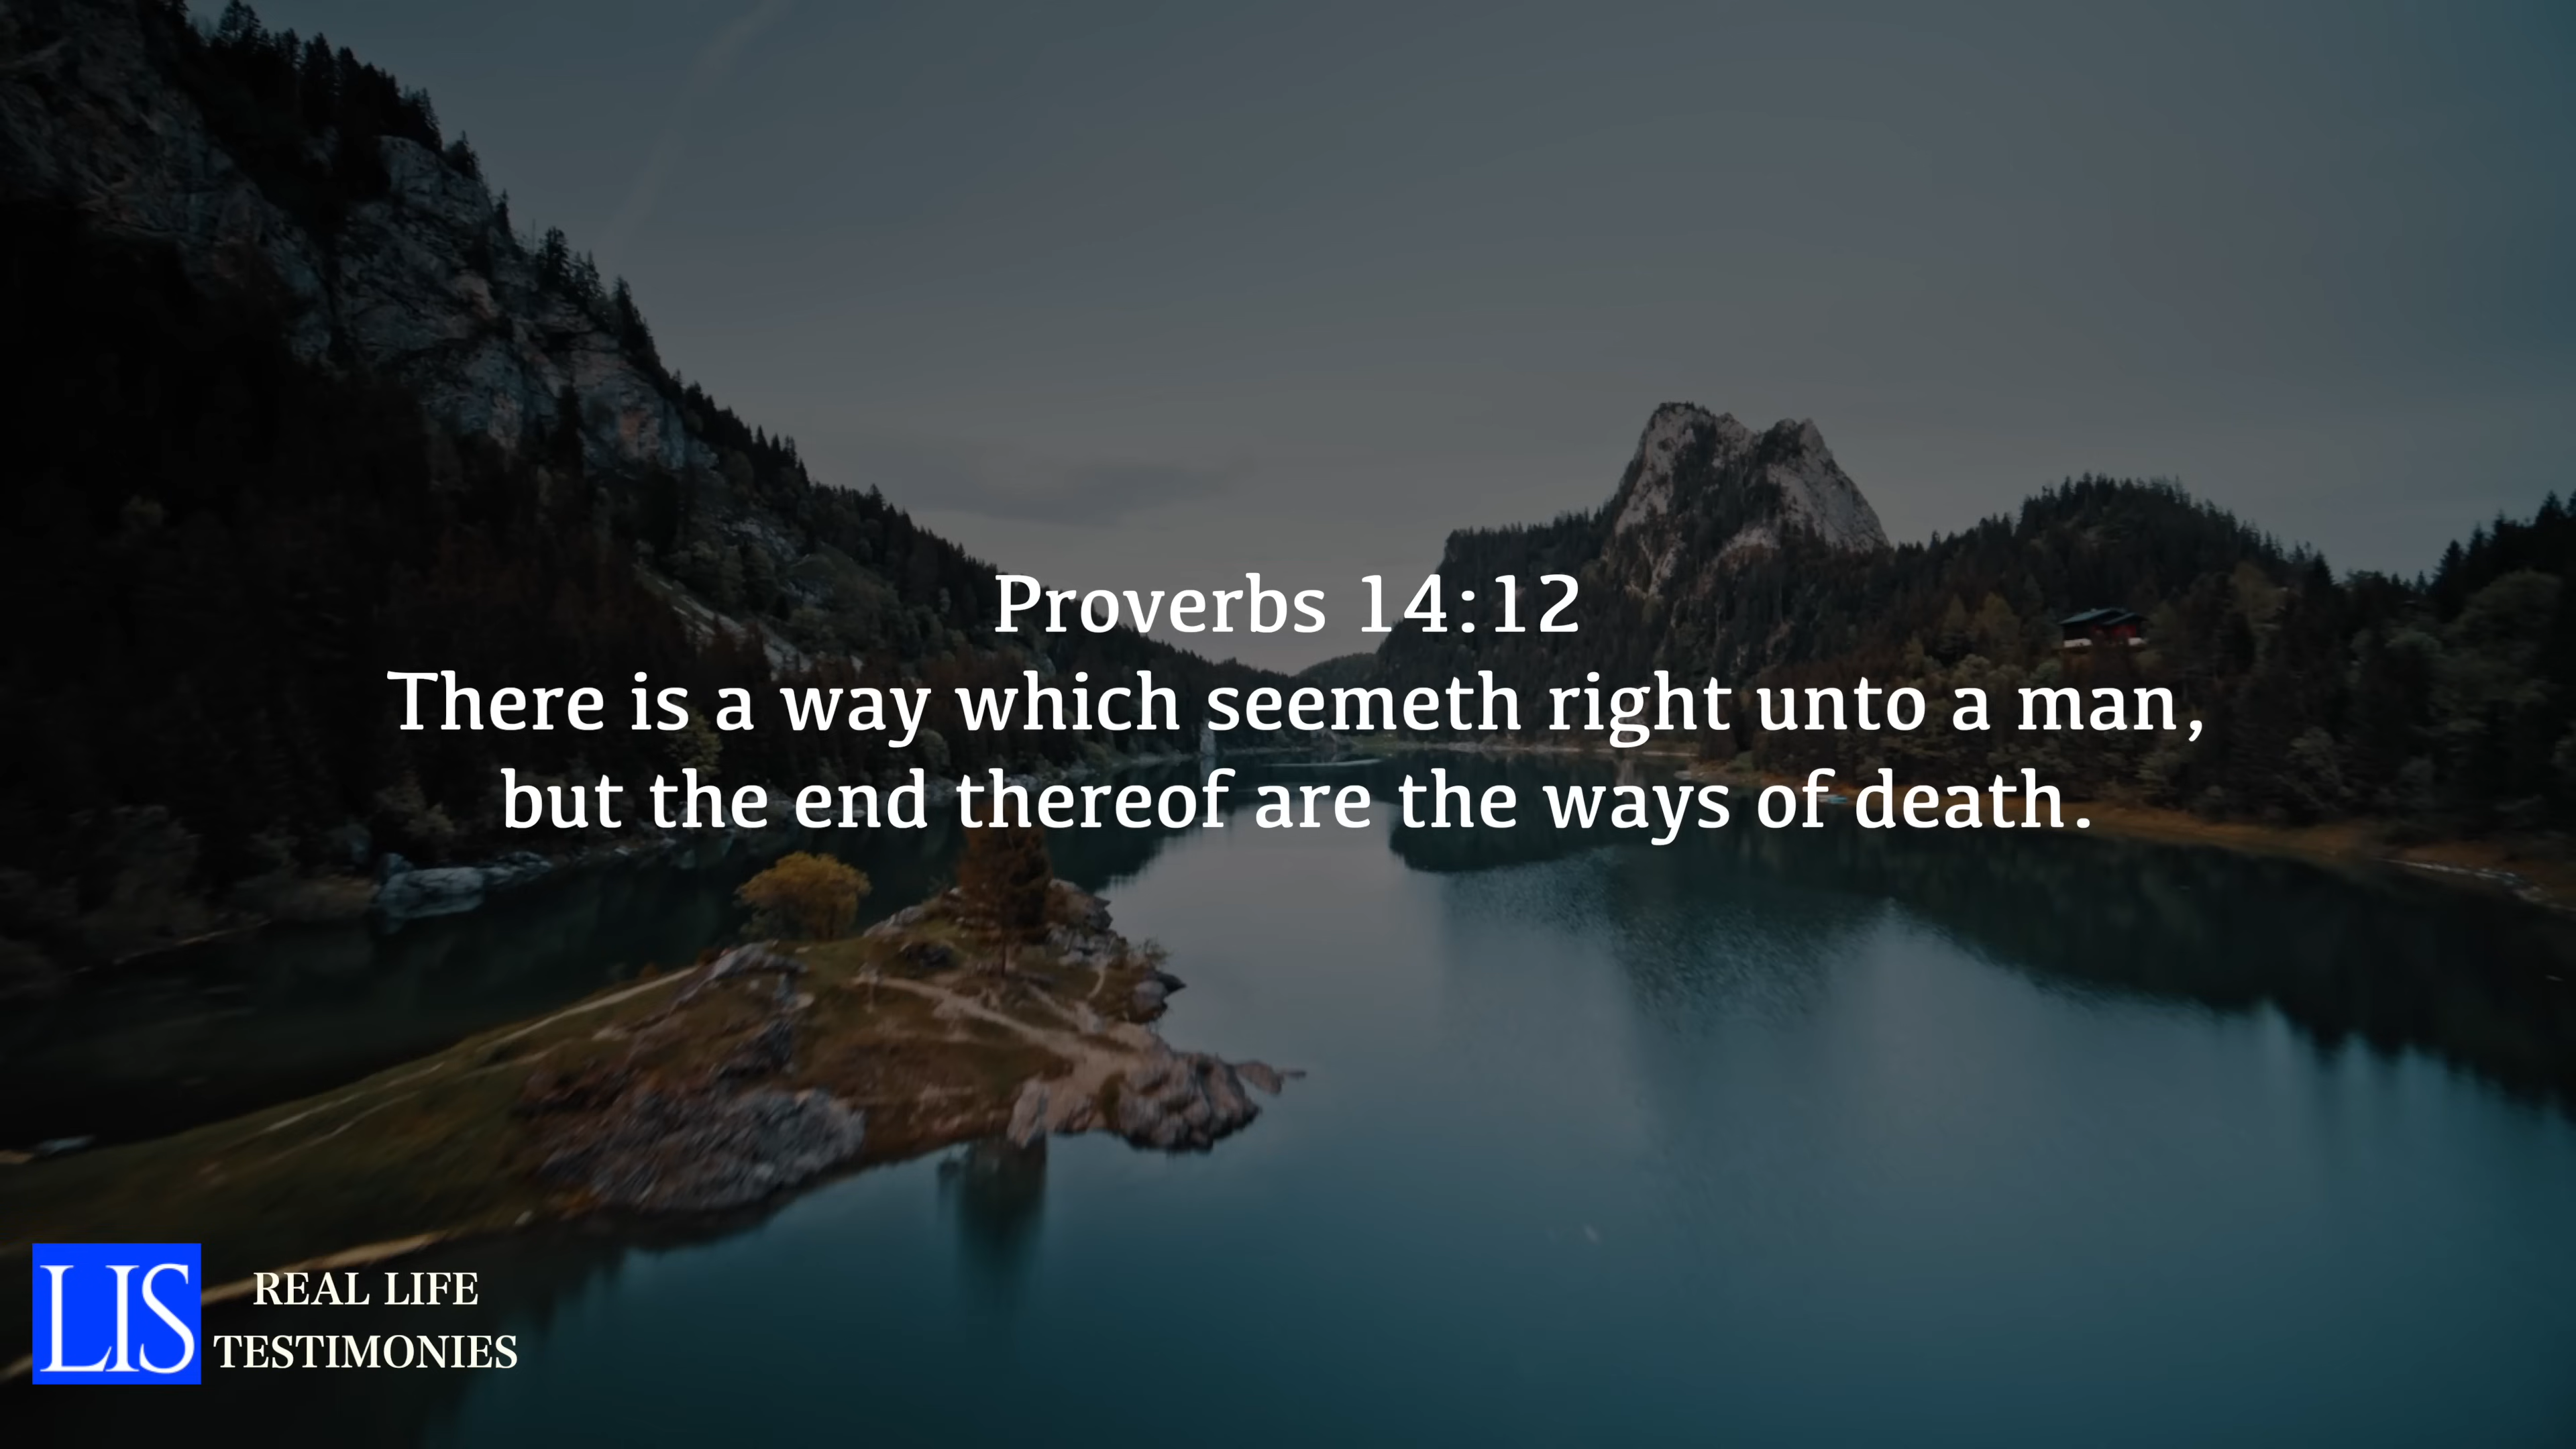 Proverbs 14:12
There is a way which seemeth right unto a man,
but the end thereof are the ways of death.
LIS
REAL LIFE
TESTIMONIES